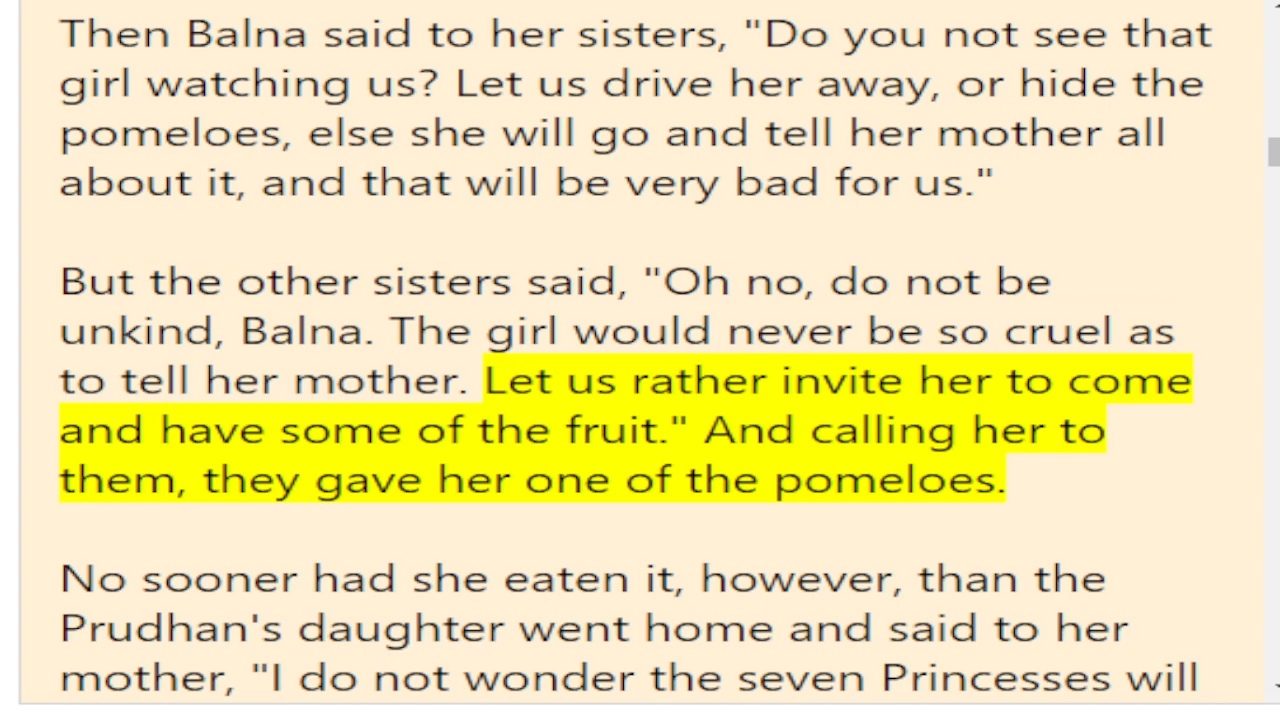 Then Balna said to her sisters, "Do you not see that
girl watching us? Let us drive her away, or hide the
pomeloes, else she will go and tell her mother all
about it, and that will be very bad for us."
But the other sisters said, "Oh no, do not be
unkind, Balna. The girl would never be so cruel as
to tell her mother. Let us rather invite her to come
and have some of the fruit." And calling her to
them, they gave her one of the pomeloes.
No sooner had she eaten it, however, than the
Prudhan's daughter went home and said to her
mother, "I do not wonder the seven Princesses will